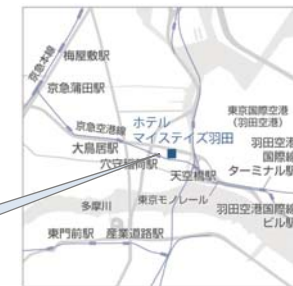 京急本線
梅屋敷駅
京急蒲田駅
ホテル
マイステイズ羽田
東京国際空港
(羽田空港)
京急空港線
大鳥居駅
穴守稲荷駅
羽田空港
国際線
ターミナル駅
天空橋駅
多摩川
東京モノレール
羽田空港国際線
ビル駅
東門前駅
産業道路駅